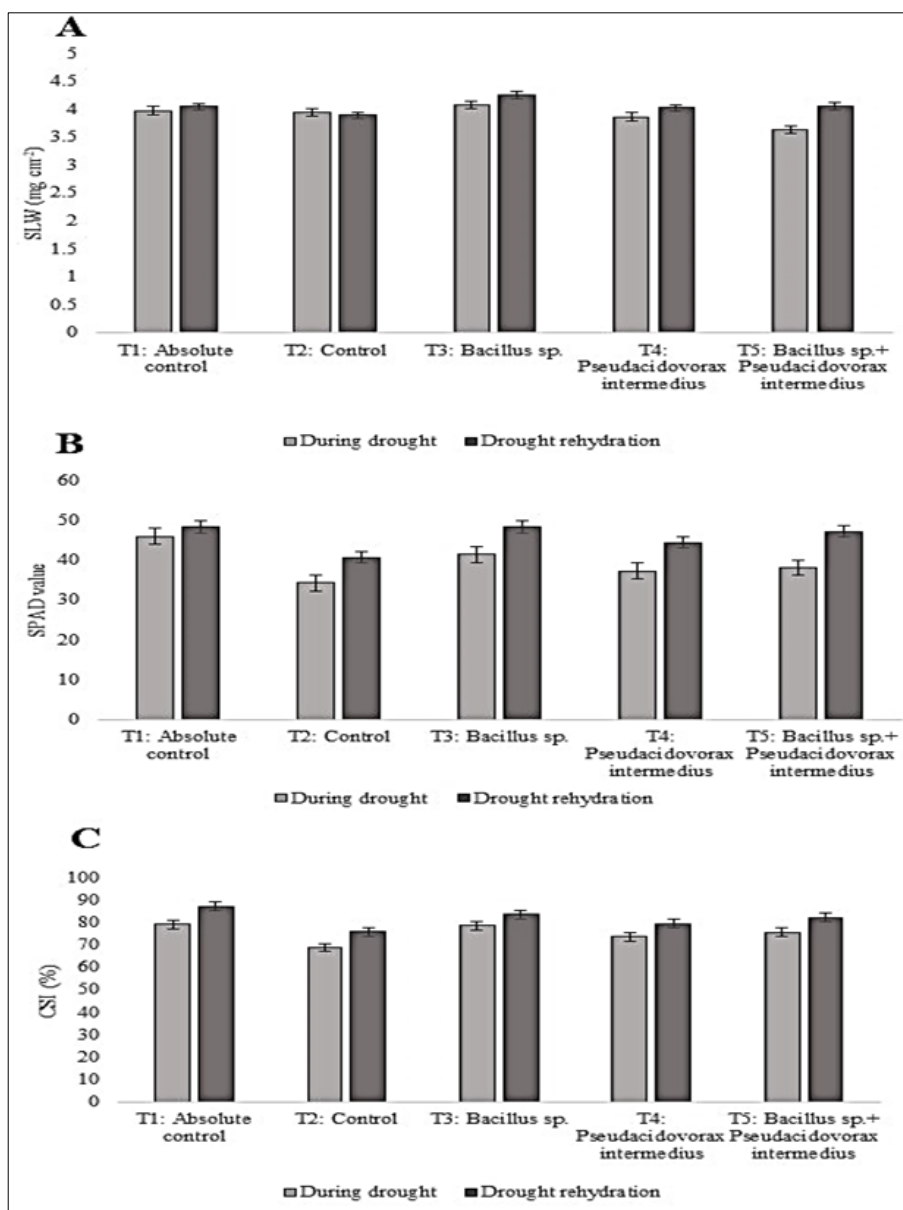 A
5
4.5
4
3.5
3
2.5
2
1.5
1
0.5
0
SLW (mg cm-2)
T1: Absolute control
T2: Control
T3: Bacillus sp.
T4: Pseudacidovorax intermedius
T5: Bacillus sp.+ Pseudacidovorax intermedius
During drought
Drought rehydration
B
60
50
40
30
20
10
0
SPAD value
T1: Absolute control
T2: Control
T3: Bacillus sp.
T4: Pseudacidovorax intermedius
T5: Bacillus sp.+ Pseudacidovorax intermedius
During drought
Drought rehydration
C
100
90
80
70
60
50
40
30
20
10
0
CSI (%)
T1: Absolute control
T2: Control
T3: Bacillus sp.
T4: Pseudacidovorax intermedius
T5: Bacillus sp.+ Pseudacidovorax intermedius
During drought
Drought rehydration